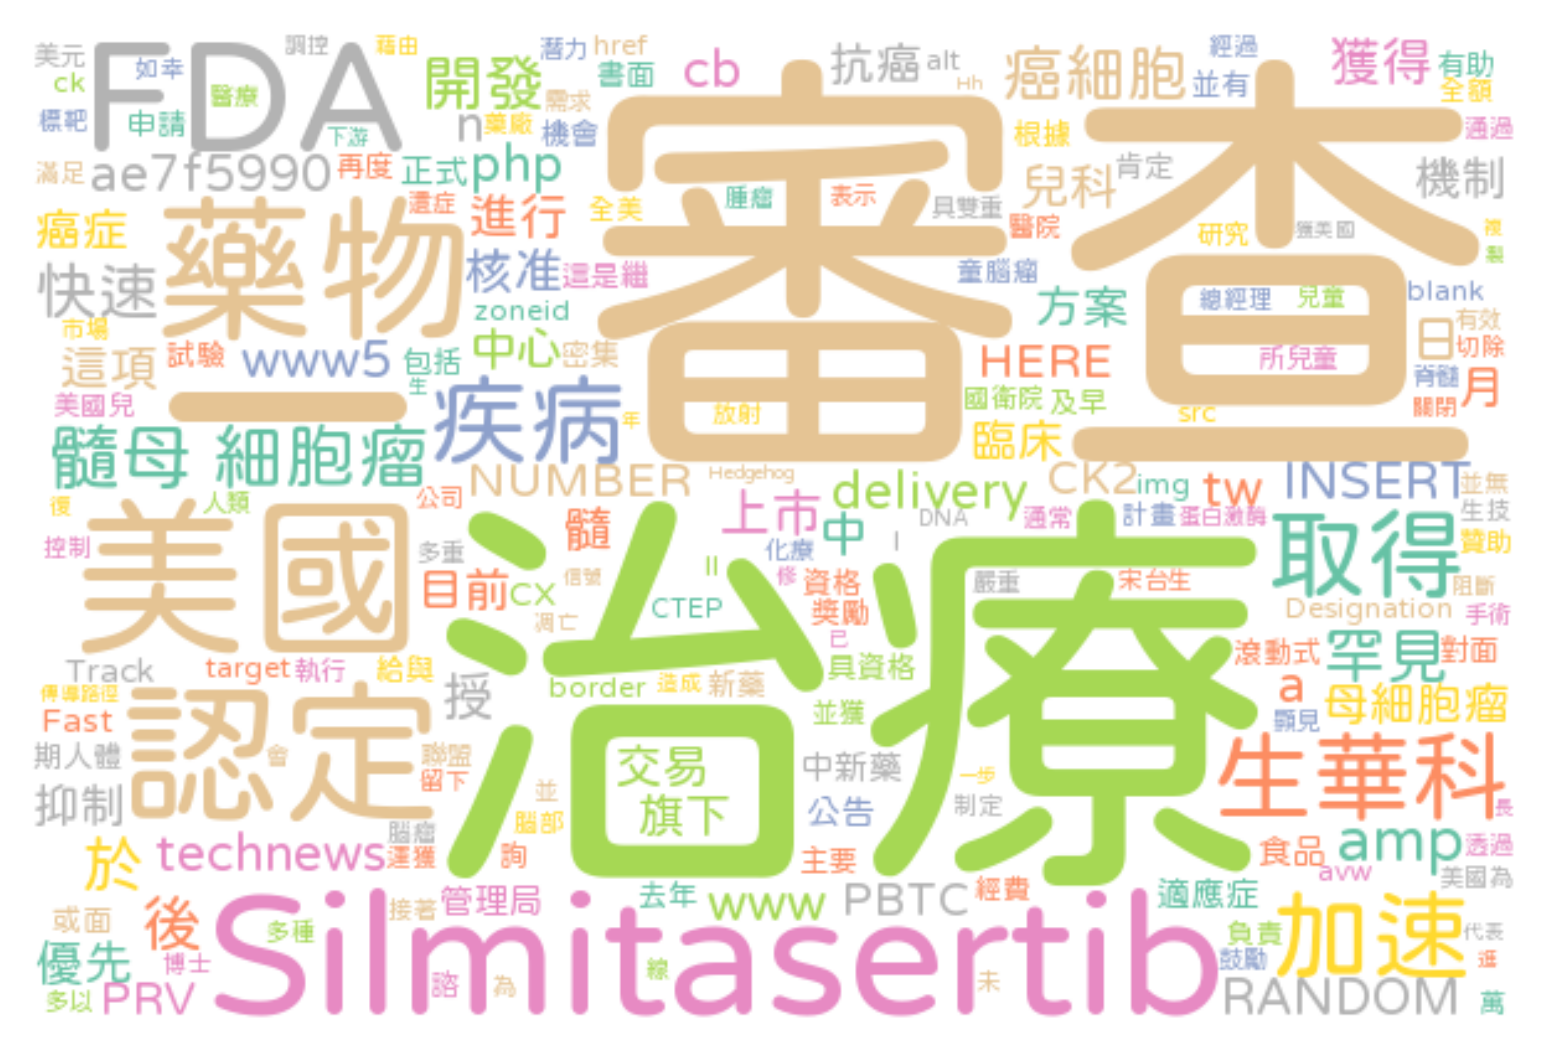 美元 FDA 調控 藉由 潛力 href 抗癌 alt 癌細胞 經過 獲得 有助
ck 如幸 醫療 開發 書面 cb Hh 並有 全額
標靶 申請 下游 n 藥廠 需求 機會 審查 根據 通過
滿足 ae7f5990 再度 正式 php 兒科 肯定 機制
癌症 藥物 遺症 進行 全美 腫瘤 表示 具雙重 醫院 研究 獲美國 複
快速 核准 這是繼 童腦瘤 製
市場 zoneid 方案 總經理 兒童 blank
這項 試驗 www5 包括 中心 密集 HERE 所兒童 日 有效 切除
美國兒 一 生 疾病 年 放射 國衛院 及早 src 脊髓 關閉 月
髓母 細胞瘤 臨床
復 人類 公司 NUMBER Hedgehog delivery CK2 img tw INSERT 並無
美國 髓 上市 中 DNA 通常 計畫 蛋白激酶 取得 生技
控制 多重 治療 化療 I 贊助
目前 cx 信號 II 修 資格 嚴重 宋台生 阻斷
凋亡 CTEP 獎勵 Designation 手術
Track target 執行 給與 已 具資格 滾動式 罕見 對面
傳導路徑 認定 授 border 造成 新藥 a 母細胞瘤
Fast 並獲 顯見
期人體 會 聯盟 交易 中新藥 一步 生華科
抑制 留下 並 旗下 公告 制定 長
於 technews 腦瘤 腦部 食品 amp 透過
還獲 詢 主要 avw 美國為
或面 後 Silmitasertib 接著 管理局 去年 www PBTC 經費 適應症 加速
優先 多種 負責 代表
博士 諮 線 鼓勵 進
多以 PRV 為 未 RANDOM 萬